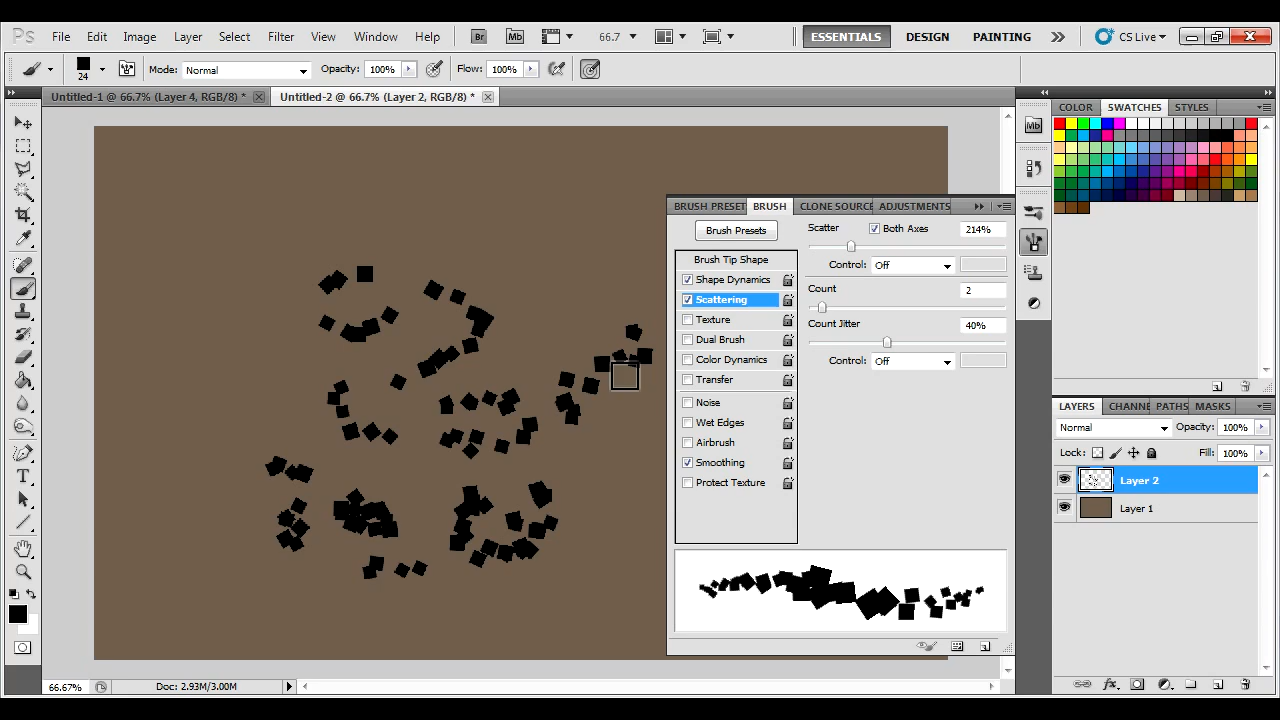 Ps File Edit Image Layer Select Filter View Window Help Br Mb 66.7 ESSENTIALS DESIGN PAINTING CS Live
24 Mode: Normal Opacity: 100% Flow: 100%
Untitled-1 @ 66.7% (Layer 4, RGB/8) * Untitled-2 @ 66.7% (Layer 2, RGB/8) *
COLOR SWATCHES STYLES
Mb
BRUSH PRESET BRUSH CLONE SOURCE ADJUSTMENTS
Brush Presets
Brush Tip Shape
Shape Dynamics
Scattering
Texture
Dual Brush
Color Dynamics
Transfer
Noise
Wet Edges
Airbrush
Smoothing
Protect Texture
Scatter Both Axes 214%
Control: Off
Count 2
Count Jitter 40%
Control: Off
LAYERS CHANNE PATHS MASKS
Normal Opacity: 100%
Lock: Fill: 100%
Layer 2
Layer 1
66.67% Doc: 2.93M/3.00M